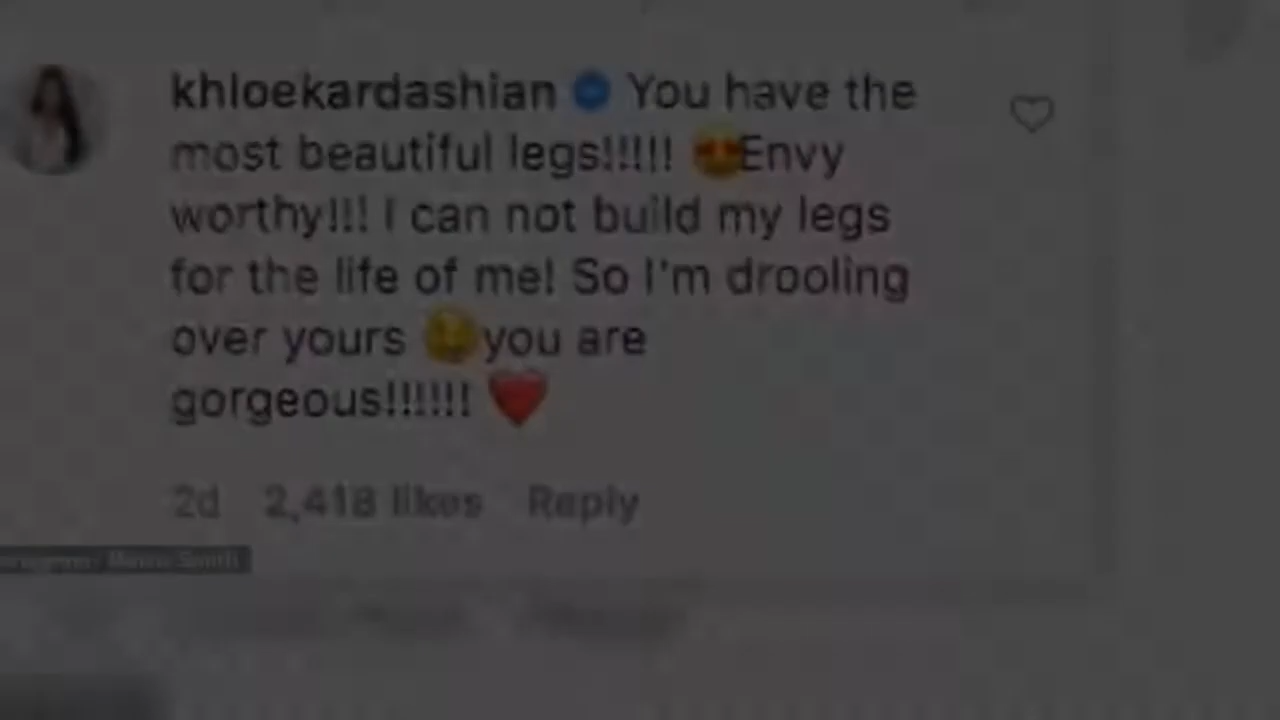 khloekardashian You have the
most beautiful legs!!!!! 😍Envy
worthy!!! I can not build my legs
for the life of me! So I'm drooling
over yours 🤤you are
gorgeous!!!!!! ❤️
2d 2,418 likes Reply
Smith